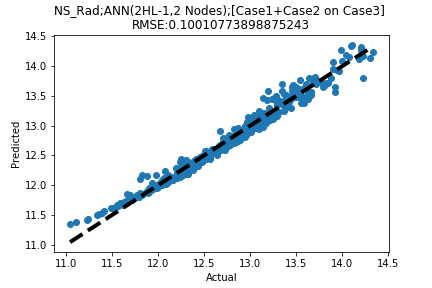 NS_Rad;ANN(2HL-1,2 Nodes);[Case1+Case2 on Case3]
RMSE:0.10010773898875243
14.5
14.0
13.5
13.0
12.5
12.0
11.5
11.0
Predicted
11.0 11.5 12.0 12.5 13.0 13.5 14.0 14.5
Actual